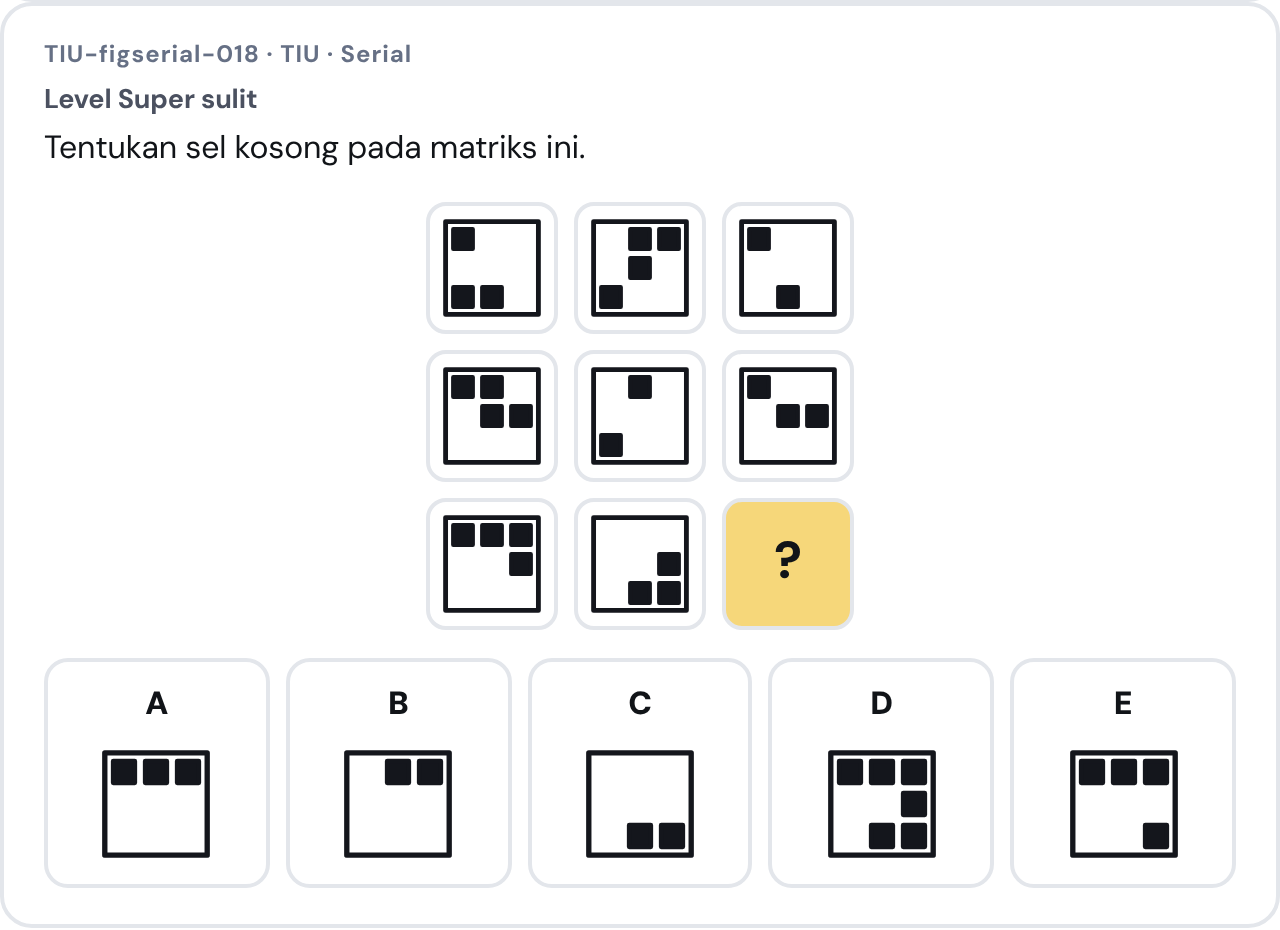 TIU-figserial-018 · TIU · Serial
Level Super sulit
Tentukan sel kosong pada matriks ini.
?
A B C D E